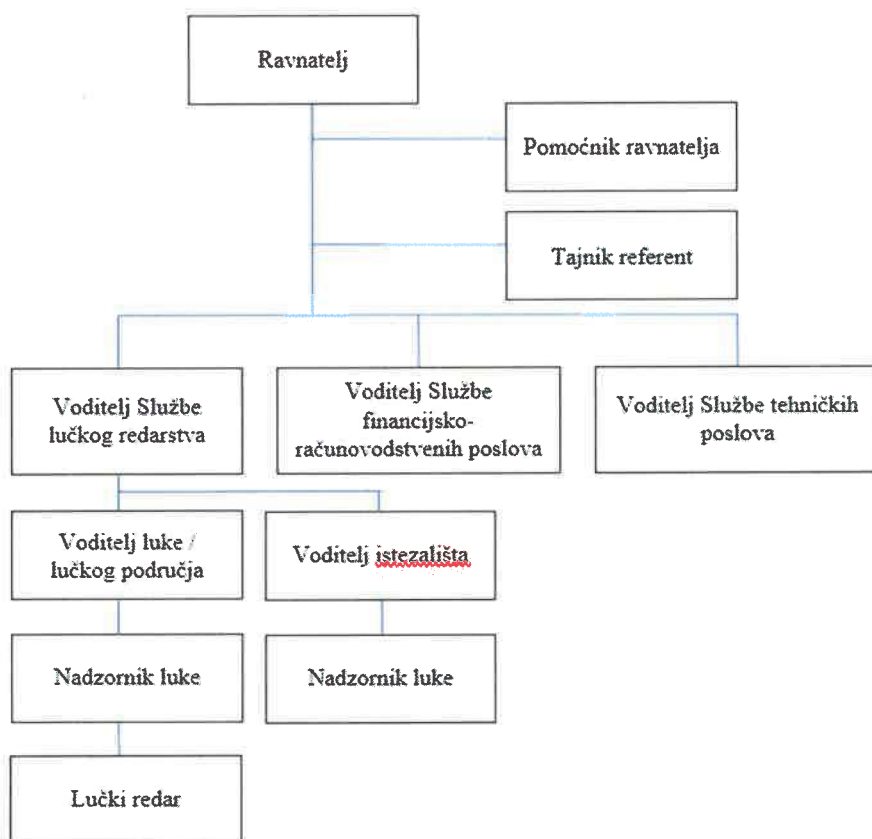 Ravnatelj
Pomoćnik ravnatelja
Tajnik referent
Voditelj Službe
lučkog redarstva
Voditelj Službe
financijsko-
računovodstvenih poslova
Voditelj Službe tehničkih
poslova
Voditelj luke /
lučkog područja
Voditelj istezališta
Nadzornik luke
Nadzornik luke
Lučki redar